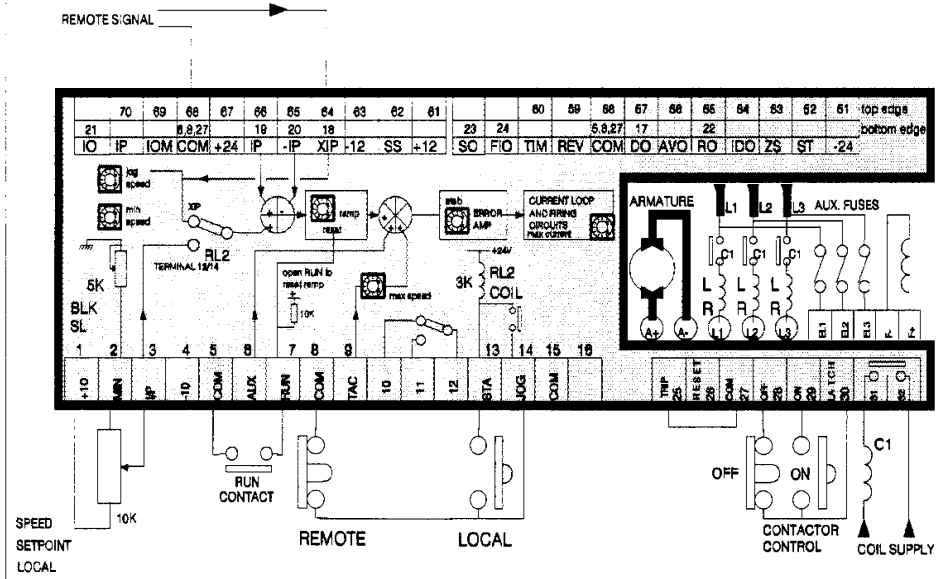 REMOTE SIGNAL
70 69 68 67 66 65 64 63 62 61 60 59 58 57 56 55 54 53 52 51 top edge
21 6,8,27 19 20 18 23 24 5,8,27 17 22 bottom edge
IO IP IOM COM +24 IP -IP XIP -12 SS +12 SO FIO TIM REV COM DO AVO RO IDO ZS ST -24
jog
speed
min
speed
XIP
RL2
TERMINAL 13/14
5K
BLK
SL
ramp
reset
open RUN to
reset ramp
10K
max speed
stab
ERROR
AMP
+24V
3K
RL2
COIL
CURRENT LOOP
AND FIRING
CIRCUITS
max current
ARMATURE
L1 L2 L3 AUX. FUSES
C1 C1 C1
L L L
R R R
A+ A- L1 L2 L3 EL1 EL2 EL3 F- F+
1 2 3 4 5 6 7 8 9 10 11 12 13 14 15 16
+10 MIN I/P -10 COM AUX RUN COM TAC STA JOG COM
TRIP 25 RESET 26 COM 27 OFF 28 ON 29 LATCH 30 S1 S2
RUN
CONTACT
10K
SPEED
SETPOINT
LOCAL
REMOTE
LOCAL
OFF
ON
CONTACTOR
CONTROL
C1
COIL SUPPLY